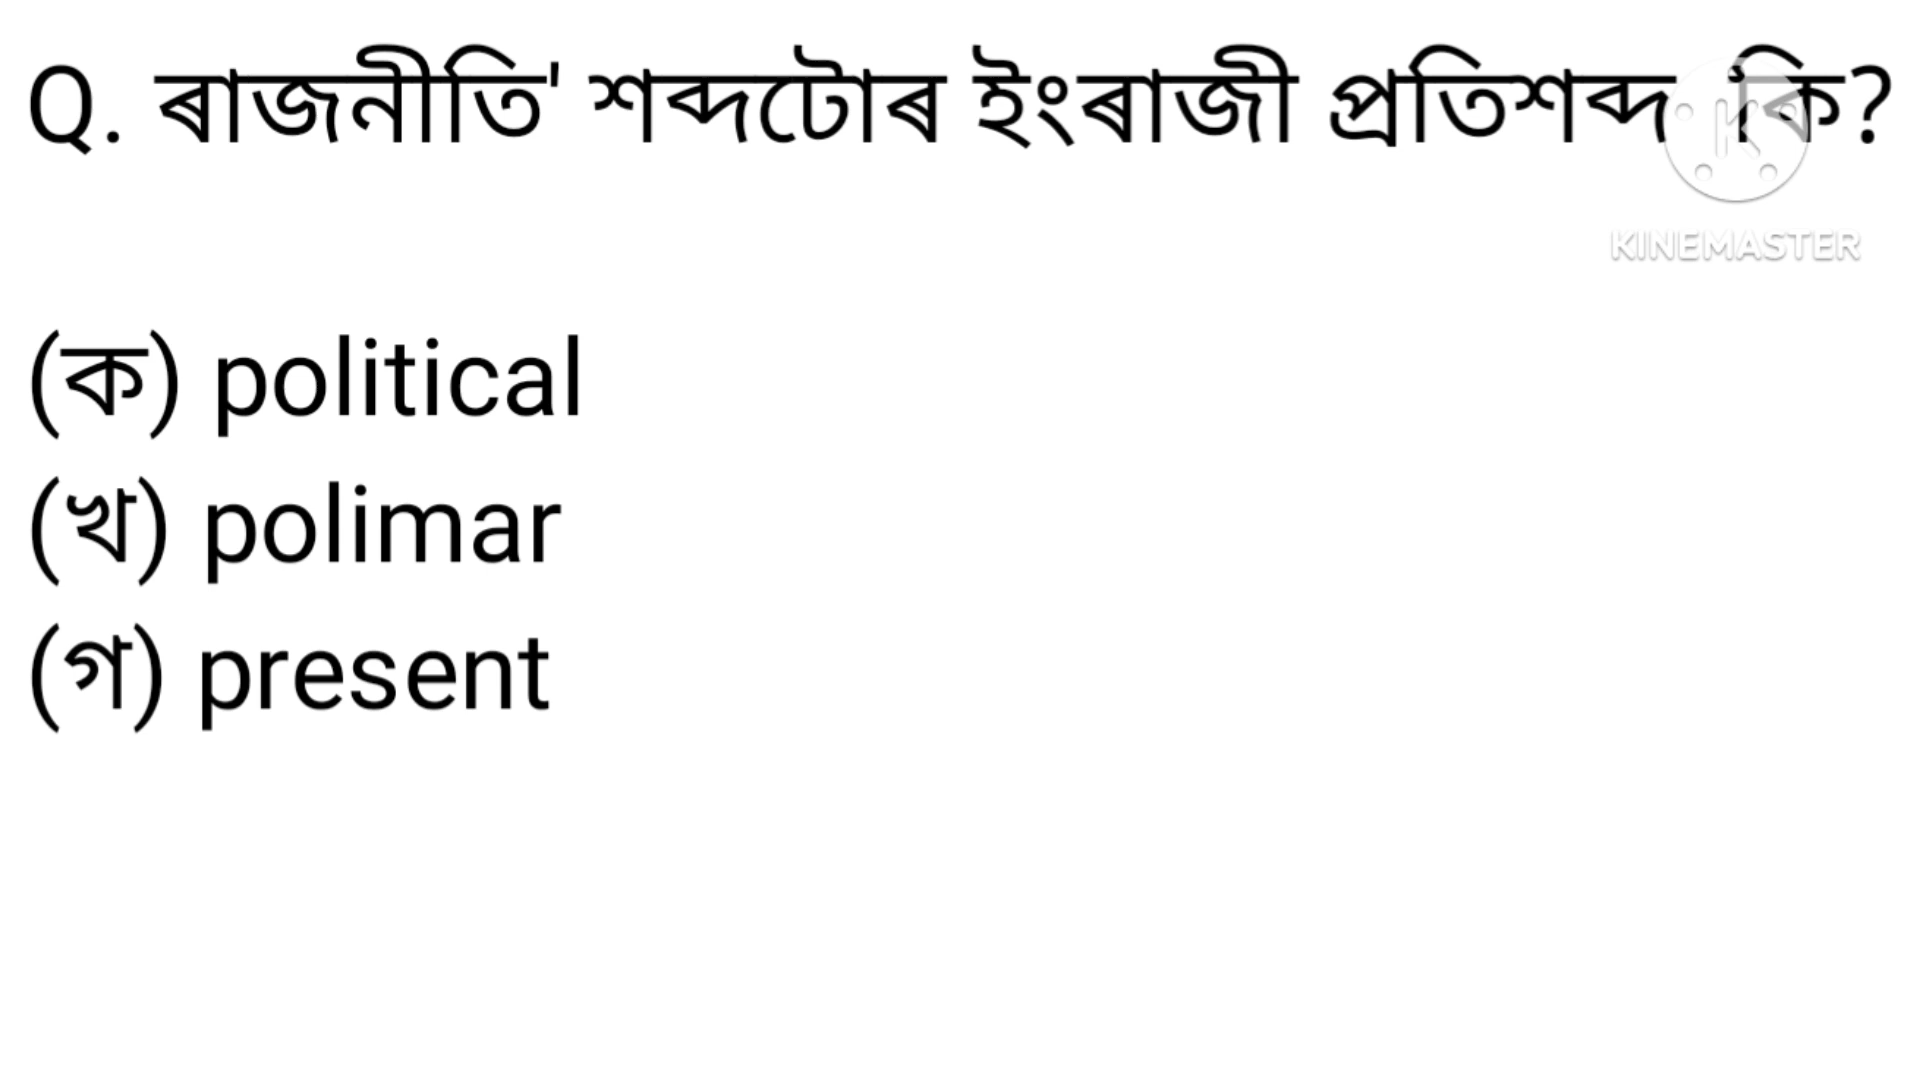 Q. ৰাজনীতি' শব্দটোৰ ইংৰাজী প্ৰতিশব্দ কি?
KINEMASTER
(ক) political
(খ) polimar
(গ) present